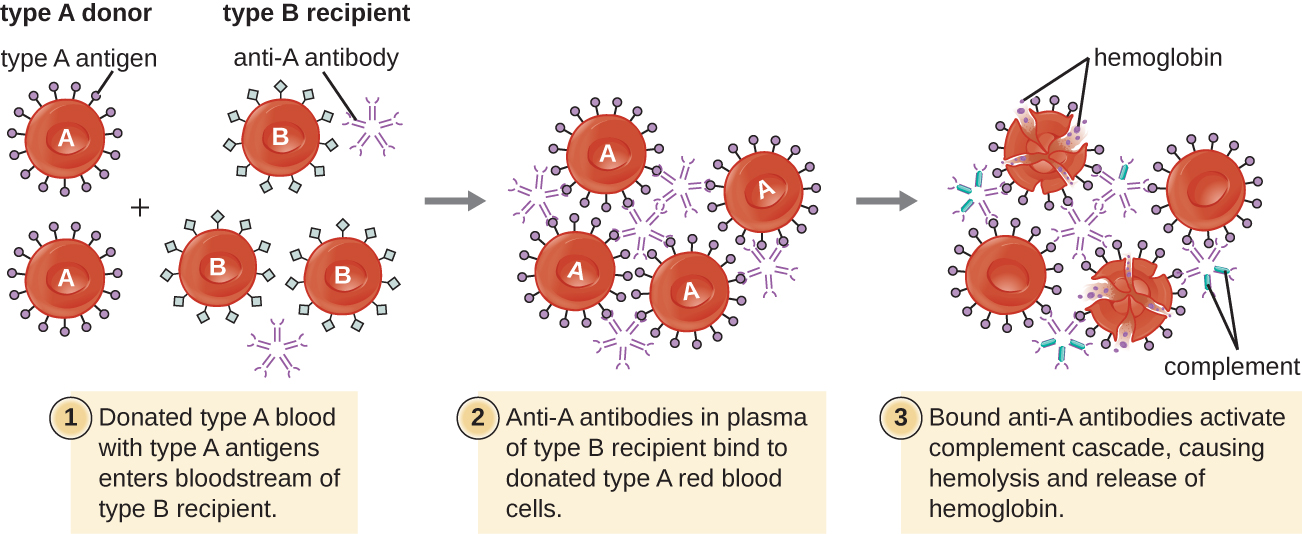 type A donor
type B recipient
type A antigen
anti-A antibody
hemoglobin
A
B
A
A
A
B
B
A
A
complement
1
Donated type A blood
with type A antigens
enters bloodstream of
type B recipient.
2
Anti-A antibodies in plasma
of type B recipient bind to
donated type A red blood
cells.
3
Bound anti-A antibodies activate
complement cascade, causing
hemolysis and release of
hemoglobin.